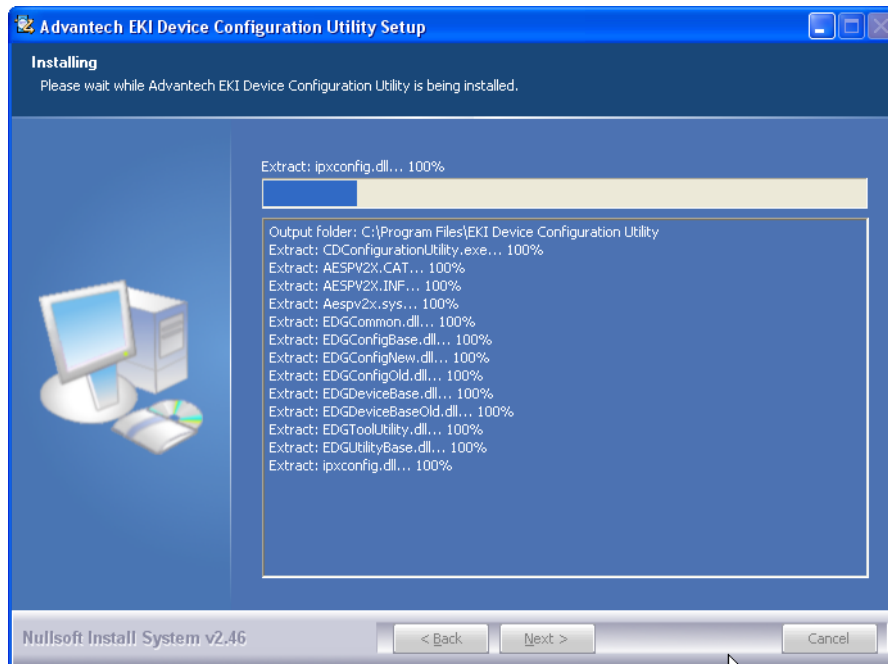 Advantech EKI Device Configuration Utility Setup
Installing
Please wait while Advantech EKI Device Configuration Utility is being installed.
Extract: ipxconfig.dll... 100%
Output folder: C:\Program Files\EKI Device Configuration Utility
Extract: CDConfigurationUtility.exe... 100%
Extract: AESPV2X.CAT... 100%
Extract: AESPV2X.INF... 100%
Extract: Aespv2x.sys... 100%
Extract: EDGCommon.dll... 100%
Extract: EDGConfigBase.dll... 100%
Extract: EDGConfigNew.dll... 100%
Extract: EDGConfigOld.dll... 100%
Extract: EDGDeviceBase.dll... 100%
Extract: EDGDeviceBaseOld.dll... 100%
Extract: EDGToolUtility.dll... 100%
Extract: EDGUtilityBase.dll... 100%
Extract: ipxconfig.dll... 100%
Nullsoft Install System v2.46
< Back
Next >
Cancel